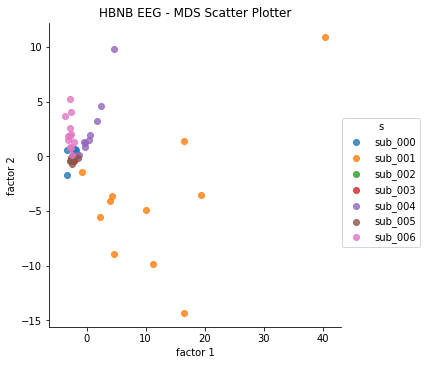 HBNB EEG - MDS Scatter Plotter
factor 2
10
5
0
−5
−10
−15
0
10
20
30
40
factor 1
s
sub_000
sub_001
sub_002
sub_003
sub_004
sub_005
sub_006